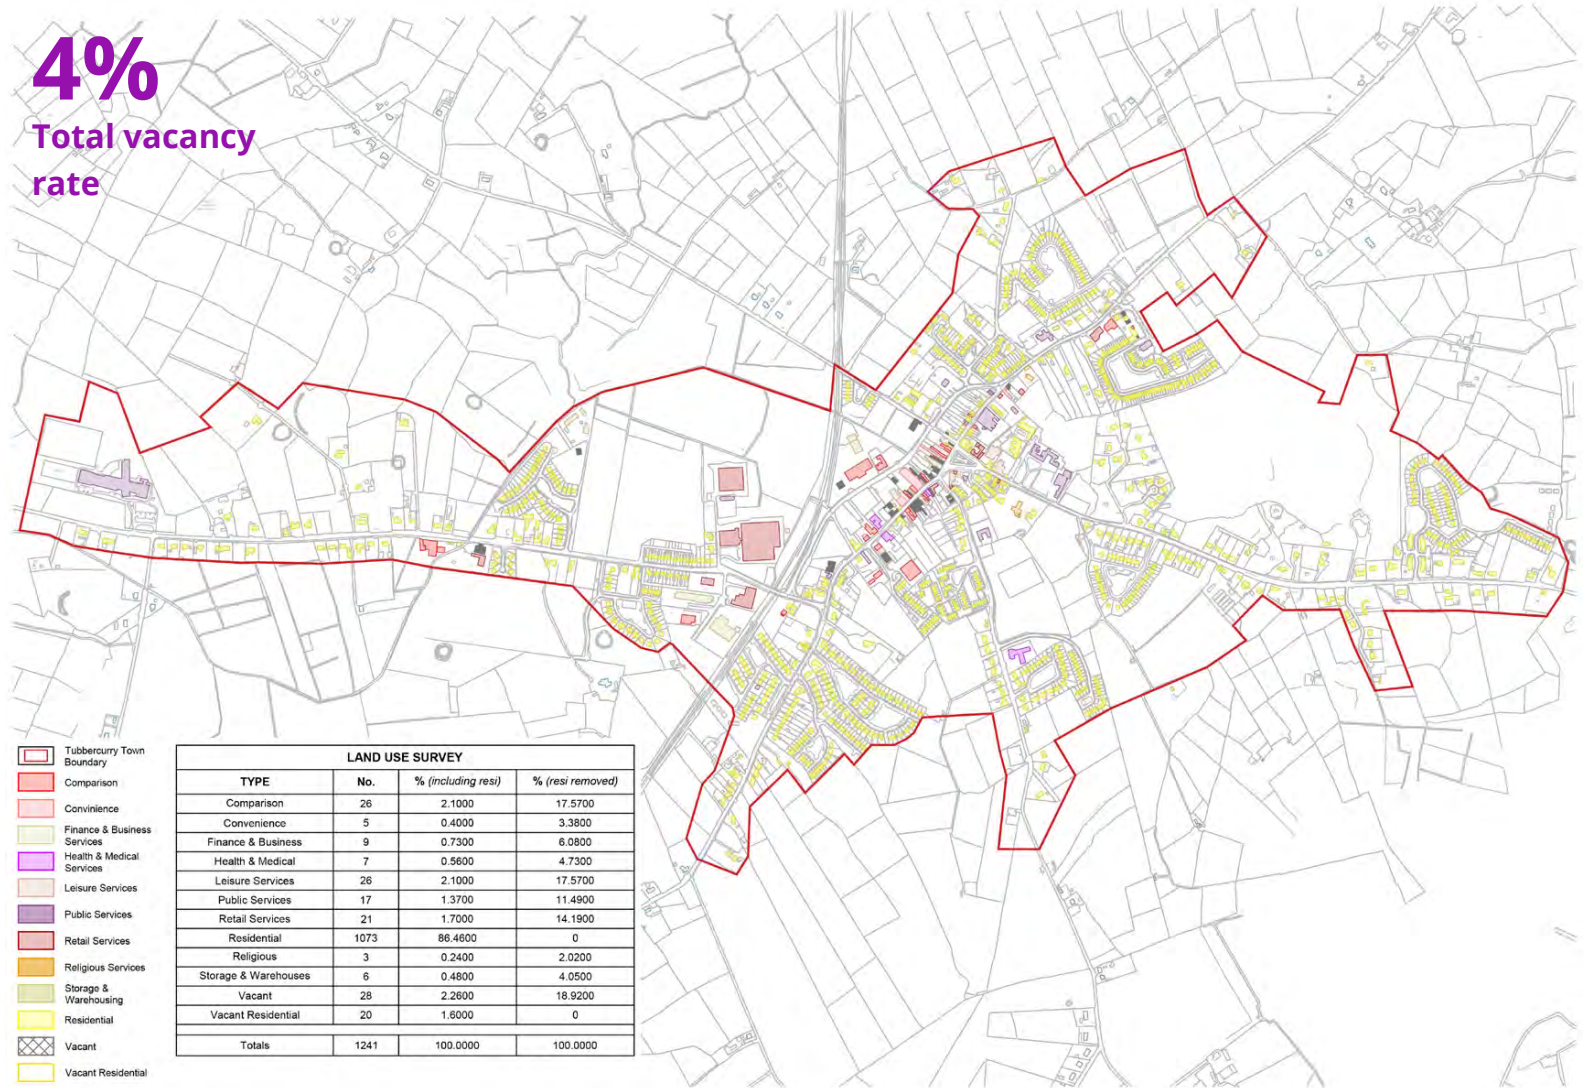 4%
Total vacancy
rate
Tubbercurry Town
Boundary
Comparison
Convinience
Finance & Business
Services
Health & Medical
Services
Leisure Services
Public Services
Retail Services
Religious Services
Storage &
Warehousing
Residential
Vacant
Vacant Residential
LAND USE SURVEY
TYPE No. % (including resi) % (resi removed)
Comparison 26 2.1000 17.5700
Convenience 5 0.4000 3.3800
Finance & Business 9 0.7300 6.0800
Health & Medical 7 0.5600 4.7300
Leisure Services 26 2.1000 17.5700
Public Services 17 1.3700 11.4900
Retail Services 21 1.7000 14.1900
Residential 1073 86.4600 0
Religious 3 0.2400 2.0200
Storage & Warehouses 6 0.4800 4.0500
Vacant 28 2.2600 18.9200
Vacant Residential 20 1.6000 0
Totals 1241 100.0000 100.0000